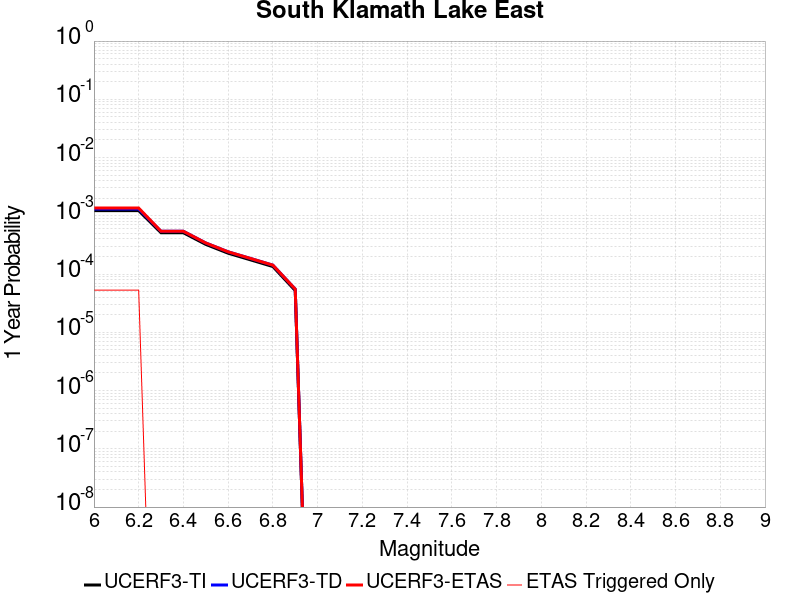 South Klamath Lake East
10^0
10^-1
10^-2
10^-3
10^-4
10^-5
10^-6
10^-7
10^-8
1 Year Probability
6 6.2 6.4 6.6 6.8 7 7.2 7.4 7.6 7.8 8 8.2 8.4 8.6 8.8 9
Magnitude
UCERF3-TI UCERF3-TD UCERF3-ETAS ETAS Triggered Only